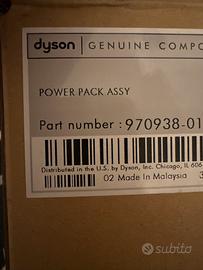 dyson | GENUINE COMPO
POWER PACK ASSY
Part number : 970938-01
Distributed in the U.S. by Dyson, Inc. Chicago, IL 606
02 Made in Malaysia 3
subito